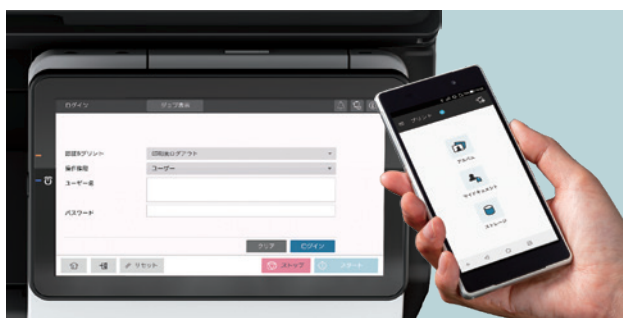 ログイン
ジョブ表示
認証&プリント
印刷後ログアウト
操作権限
ユーザー
ユーザー名
パスワード
クリア
ログイン
リセット
ストップ
スタート
プリント
アルバム
マイドキュメント
ストレージ